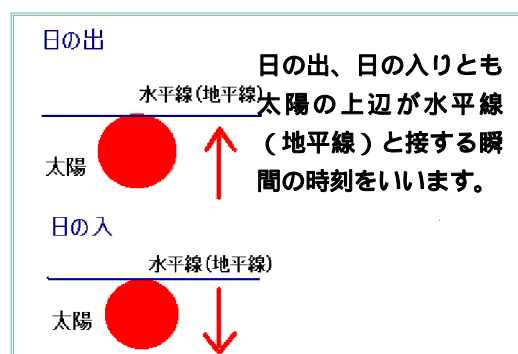 日の出
水平線(地平線)
太陽
日の出、日の入りとも
太陽の上辺が水平線
(地平線)と接する瞬
間の時刻をいいます。
日の入
水平線(地平線)
太陽